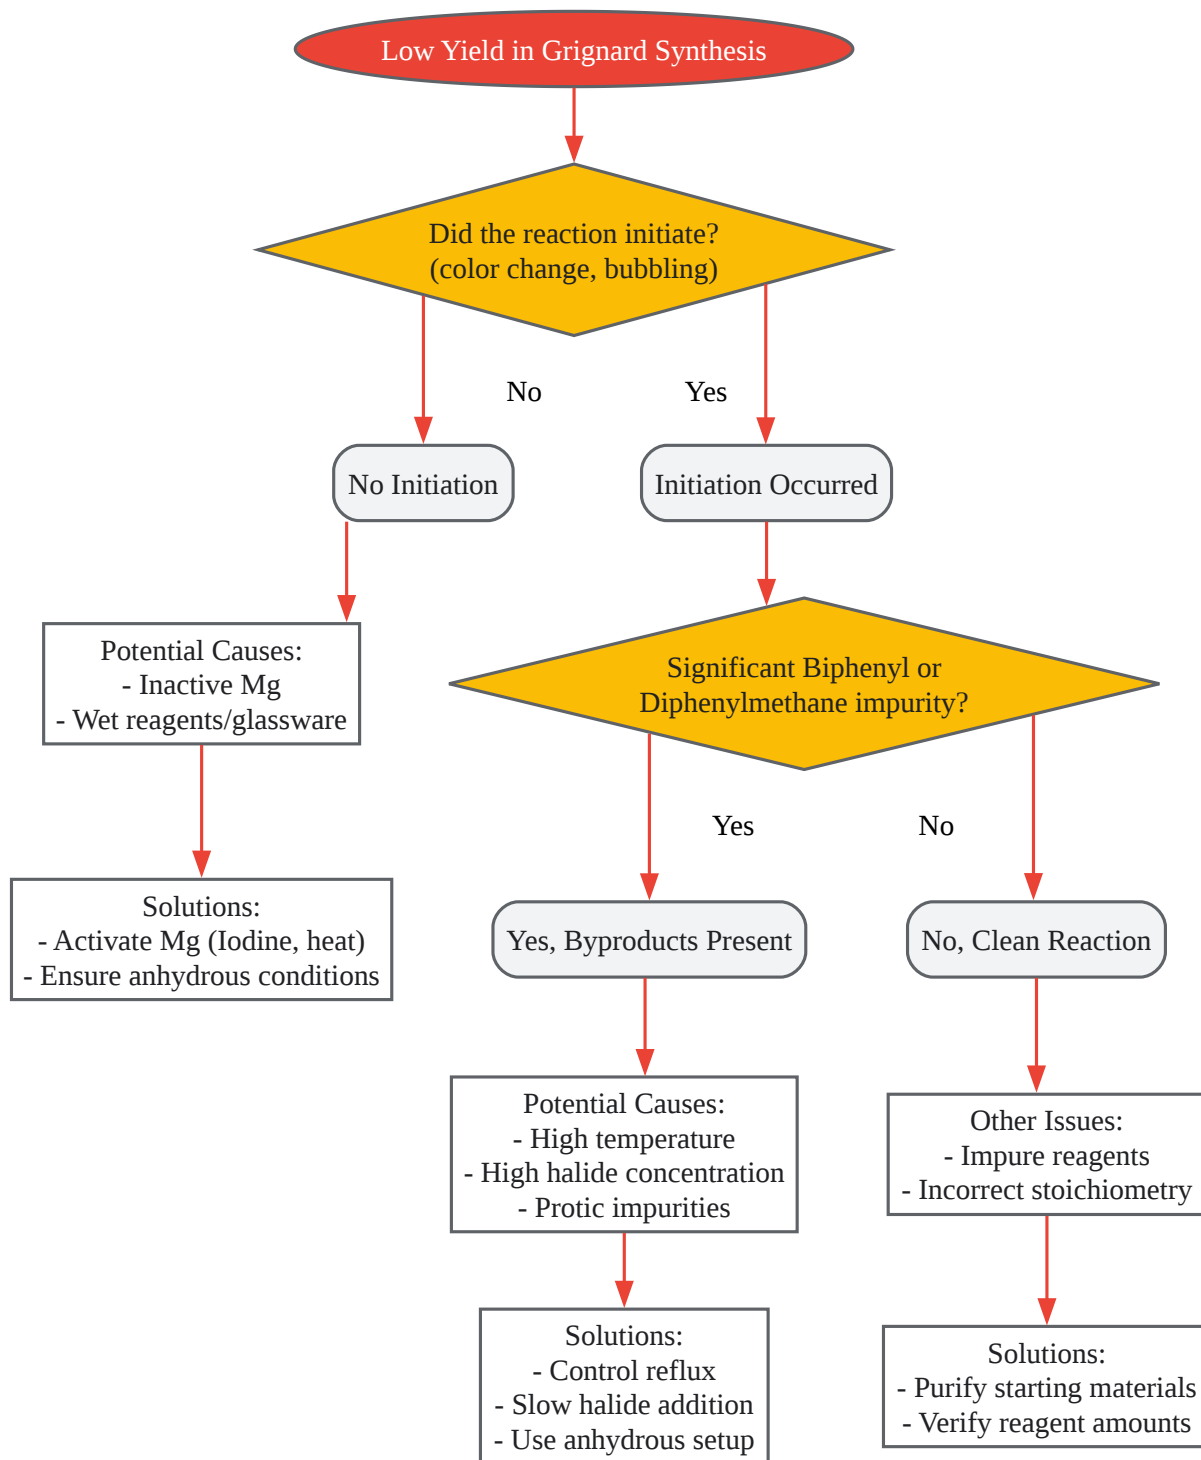 Low Yield in Grignard Synthesis
Did the reaction initiate?
(color change, bubbling)
No
Yes
No Initiation
Initiation Occurred
Potential Causes:
- Inactive Mg
- Wet reagents/glassware
Significant Biphenyl or
Diphenylmethane impurity?
Yes
No
Solutions:
- Activate Mg (Iodine, heat)
- Ensure anhydrous conditions
Yes, Byproducts Present
No, Clean Reaction
Potential Causes:
- High temperature
- High halide concentration
- Protic impurities
Other Issues:
- Impure reagents
- Incorrect stoichiometry
Solutions:
- Control reflux
- Slow halide addition
- Use anhydrous setup
Solutions:
- Purify starting materials
- Verify reagent amounts